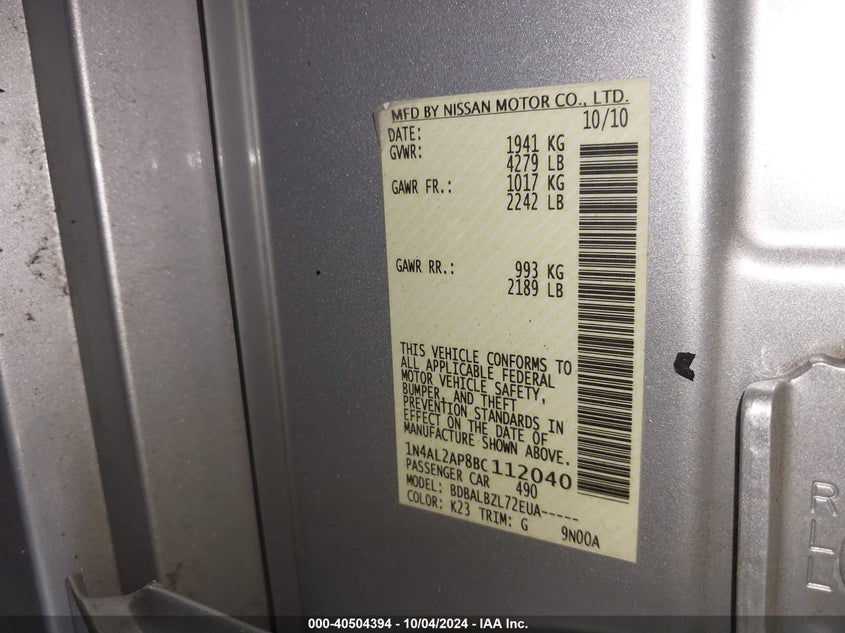 MFD BY NISSAN MOTOR CO., LTD.
DATE: 10/10
GVWR: 1941 KG
4279 LB
GAWR FR.: 1017 KG
2242 LB
GAWR RR.: 993 KG
2189 LB
THIS VEHICLE CONFORMS TO
ALL APPLICABLE FEDERAL
MOTOR VEHICLE SAFETY,
BUMPER, AND THEFT
PREVENTION STANDARDS IN
EFFECT ON THE DATE OF
MANUFACTURE SHOWN ABOVE.
1N4AL2AP8BC112040
PASSENGER CAR 490
MODEL: BDBALBZL72EUA-----
COLOR: K23 TRIM: G 9N00A
R
L
L
000-40504394 - 10/04/2024 - IAA Inc.